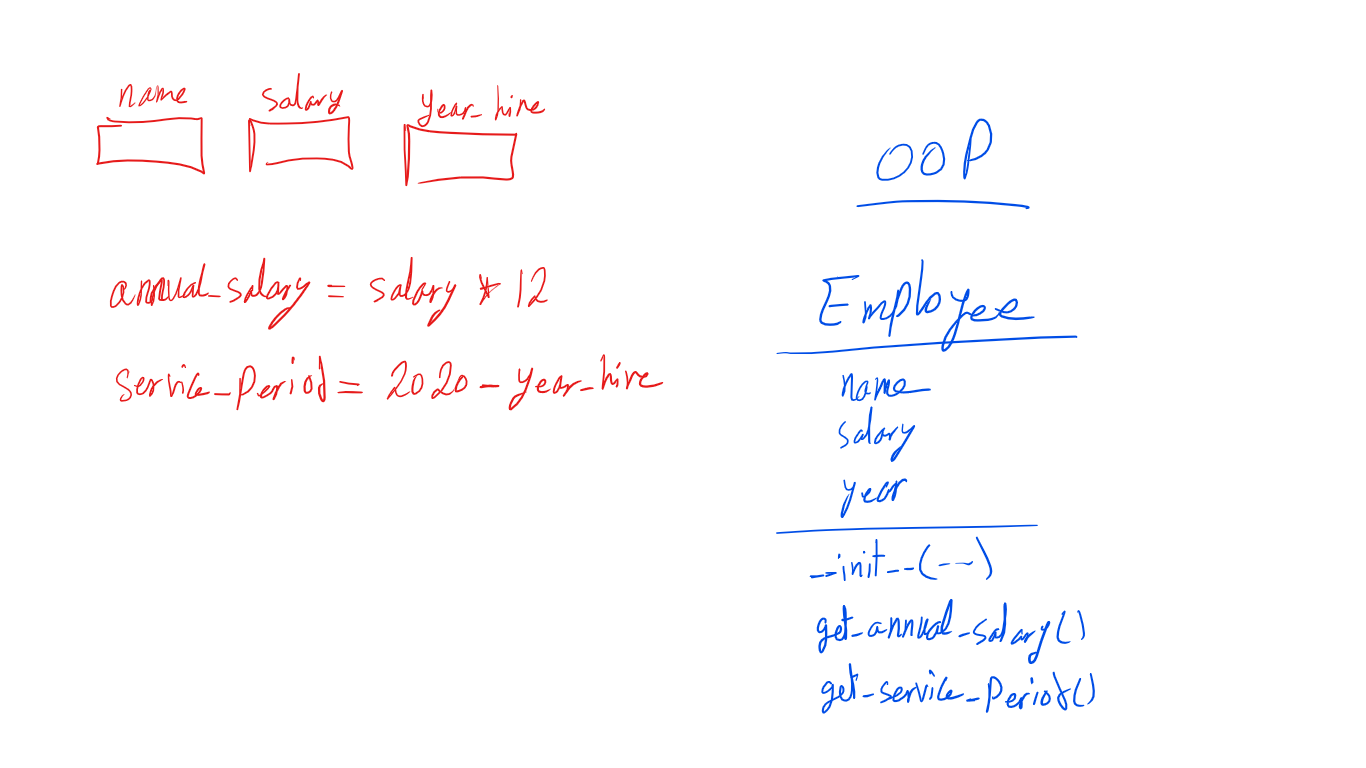 name salary year_hire
annual_salary = salary * 12
service_period = 2020 - year_hire
OOP
Employee
name
salary
year
__init__(---)
get_annual_salary()
get_service_period()